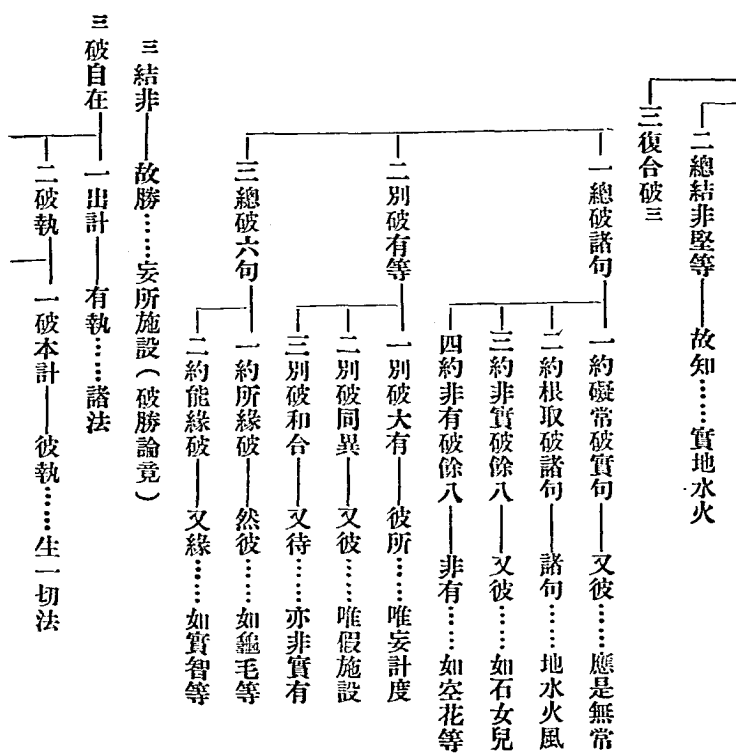 二總結非堅等——故知……實地水火
三復合破三
一總破諸句——一約礙常破實句——又彼……應是無常
二約根取破諸句——諸句……地水火風
三約非實破餘八——又彼……如石女兒
四約非有破餘八——非有……如空花等
二別破有等——一別破大有——彼所……唯妄計度
二別破同異——又彼……唯假施設
三別破和合——又待……亦非實有
三總破六句——一約所緣破——然彼……如龜毛等
二約能緣破——又緣……如實智等
三結非——故勝……妄所施設（破勝論竟）
三破自在——一出計——有執……諸法
二破執——一破本計——彼執……生一切法